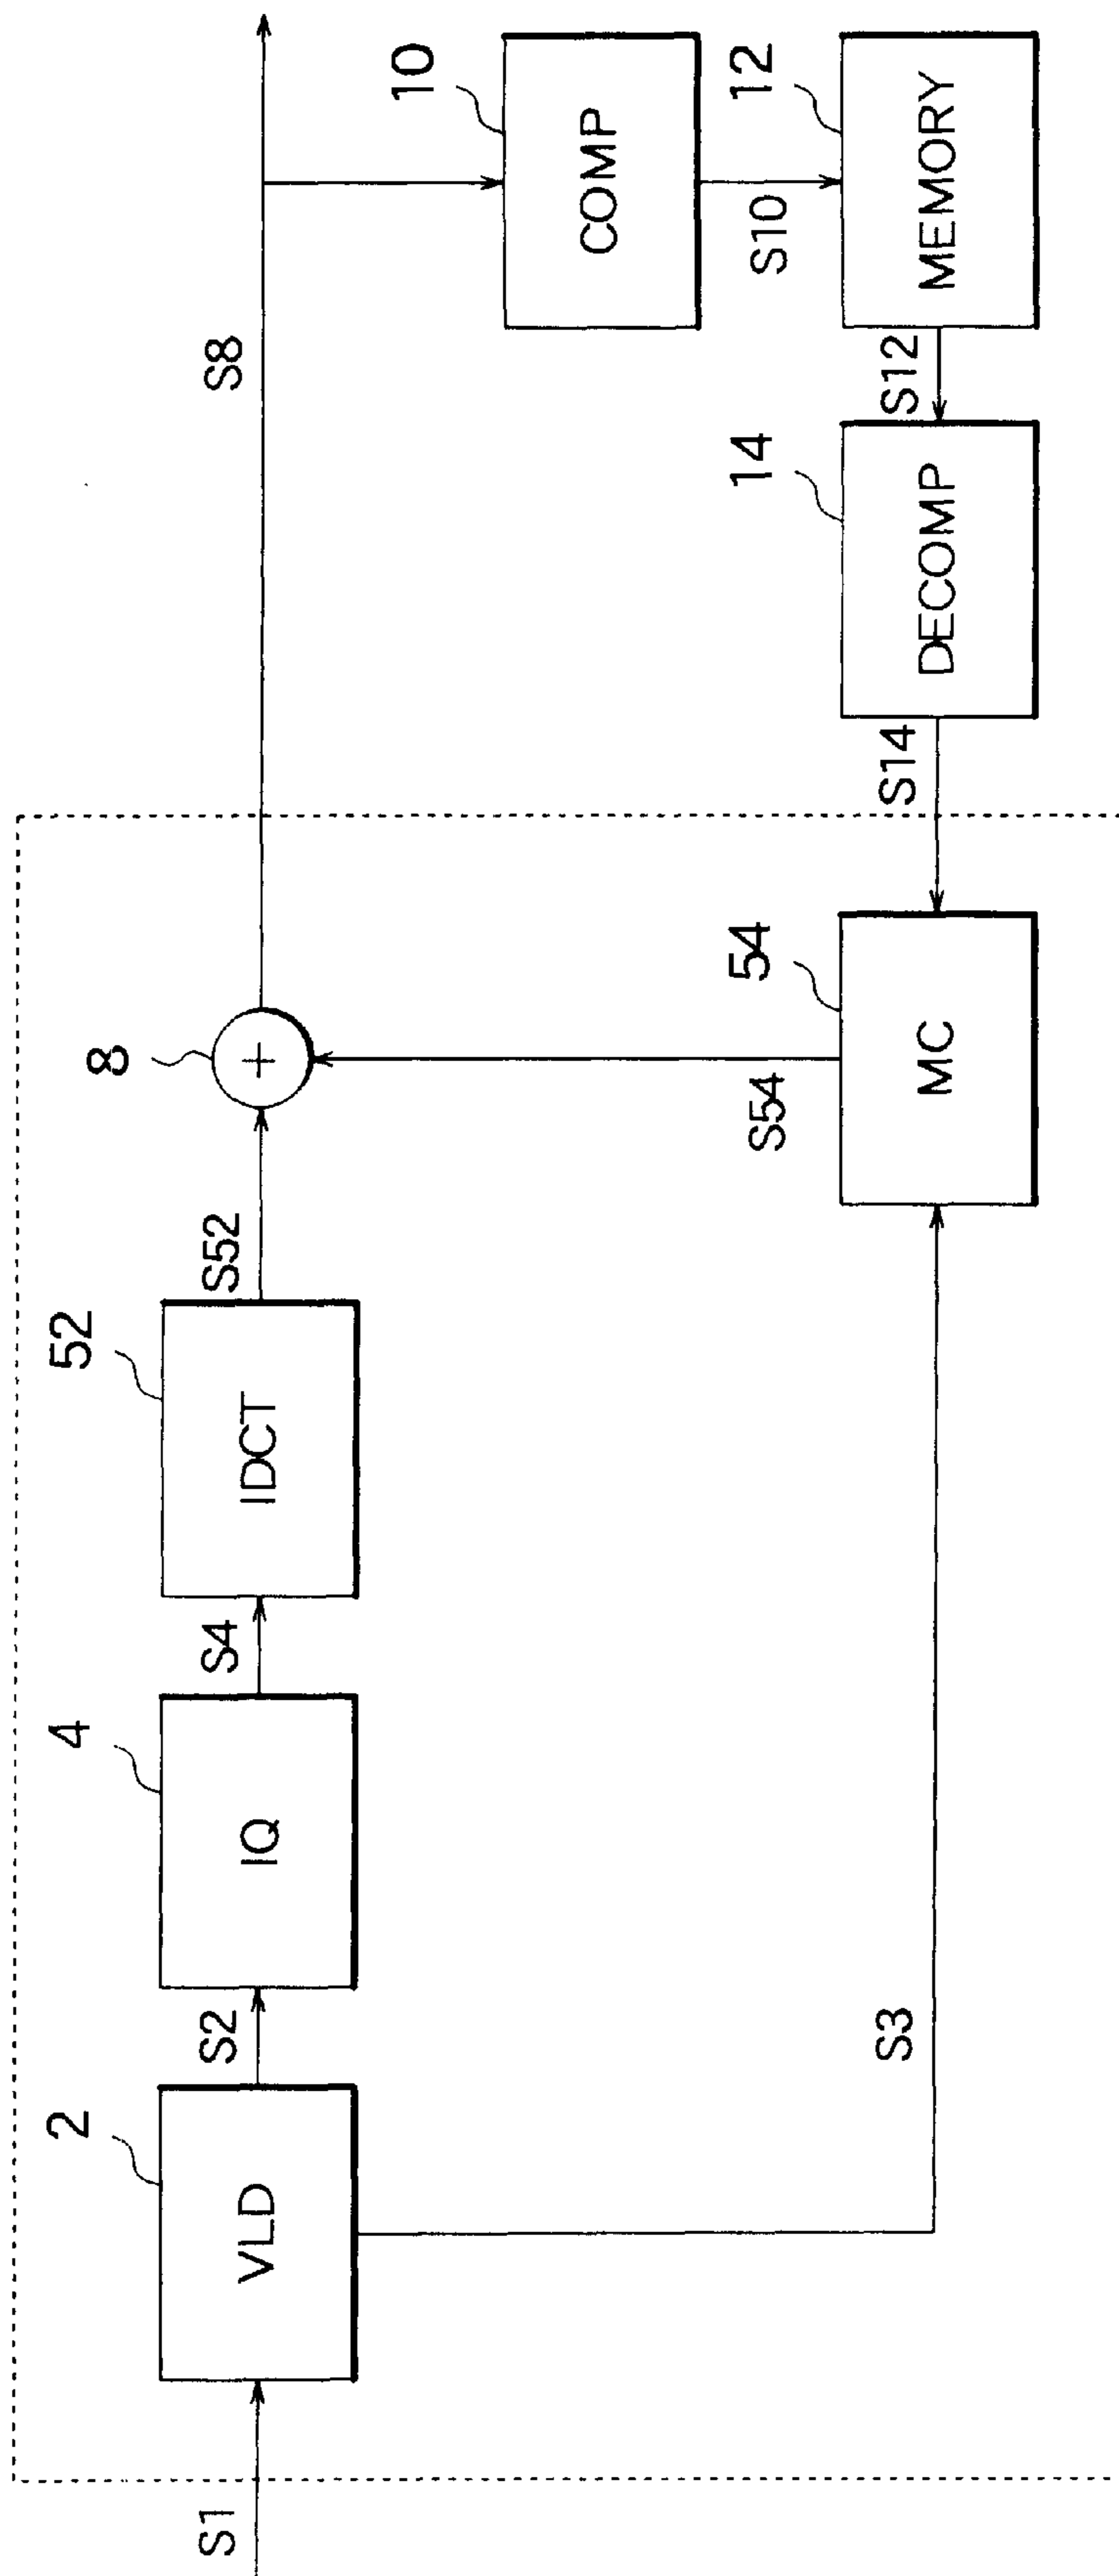 S1
2
VLD
S2
4
IQ
S4
52
IDCT
S52
8
+
S8
10
COMP
S10
12
MEMORY
S12
14
DECOMP
S14
54
MC
S54
S3